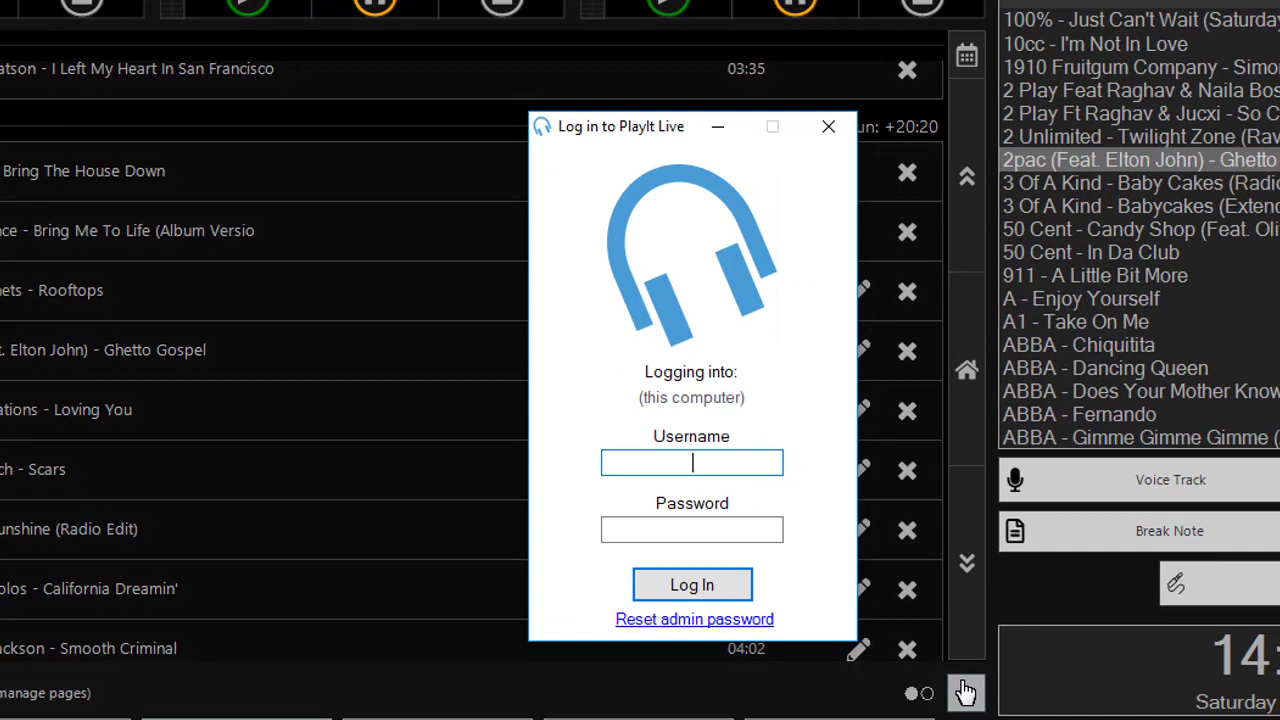 atson - I Left My Heart In San Francisco
03:35
un: +20:20
Bring The House Down
nce - Bring Me To Life (Album Versio
ets - Rooftops
t. Elton John) - Ghetto Gospel
ations - Loving You
ch - Scars
unshine (Radio Edit)
olos - California Dreamin'
ackson - Smooth Criminal
04:02
manage pages)
Log in to PlayIt Live
Logging into:
(this computer)
Username
Password
Log In
Reset admin password
100% - Just Can't Wait (Saturday
10cc - I'm Not In Love
1910 Fruitgum Company - Simo
2 Play Feat Raghav & Naila Bos
2 Play Ft Raghav & Jucxi - So C
2 Unlimited - Twilight Zone (Rav
2pac (Feat. Elton John) - Ghetto
3 Of A Kind - Baby Cakes (Radio
3 Of A Kind - Babycakes (Extend
50 Cent - Candy Shop (Feat. Oli
50 Cent - In Da Club
911 - A Little Bit More
A - Enjoy Yourself
A1 - Take On Me
ABBA - Chiquitita
ABBA - Dancing Queen
ABBA - Does Your Mother Know
ABBA - Fernando
ABBA - Gimme Gimme Gimme (
Voice Track
Break Note
14:
Saturday